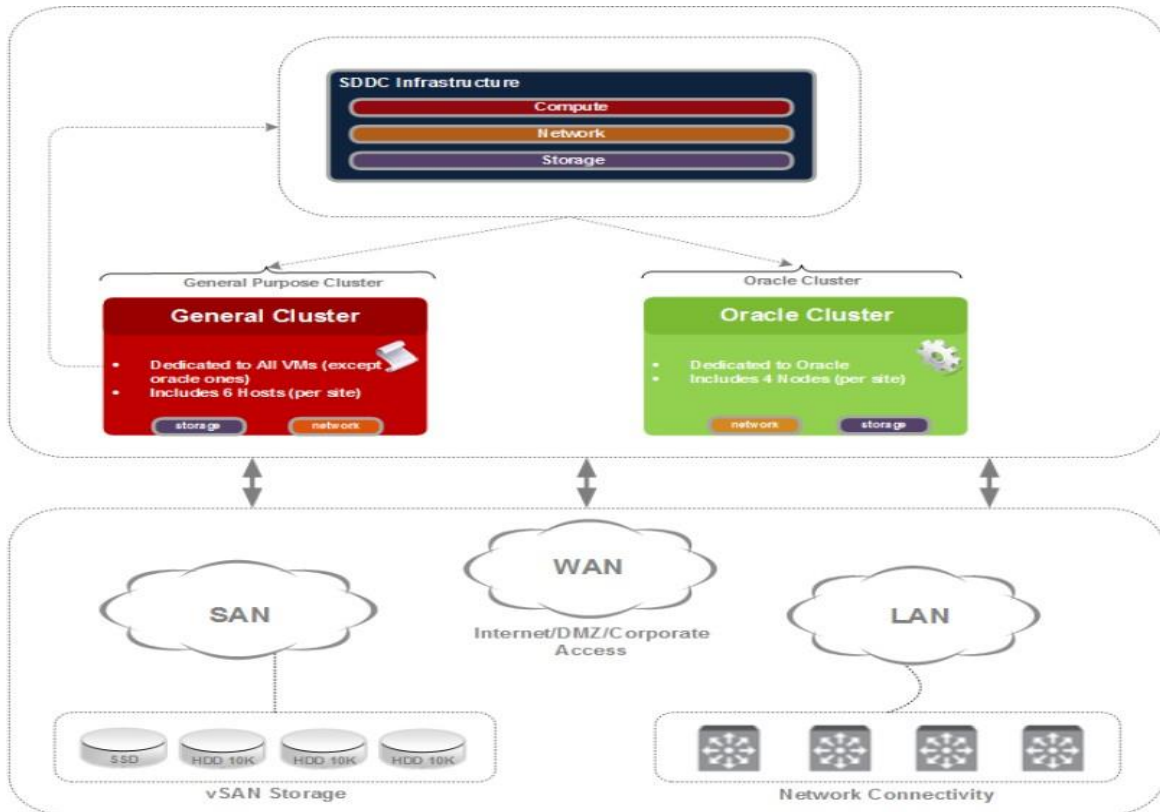 SDDC Infrastructure
Compute
Network
Storage
General Purpose Cluster
Oracle Cluster
General Cluster
• Dedicated to All VMs (except
oracle ones)
• Includes 6 Hosts (per site)
storage
network
Oracle Cluster
• Dedicated to Oracle
• Includes 4 Nodes (per site)
network
storage
SAN
WAN
Internet/DMZ/Corporate
Access
LAN
SSD
HDD 10K
HDD 10K
HDD 10K
vSAN Storage
Network Connectivity